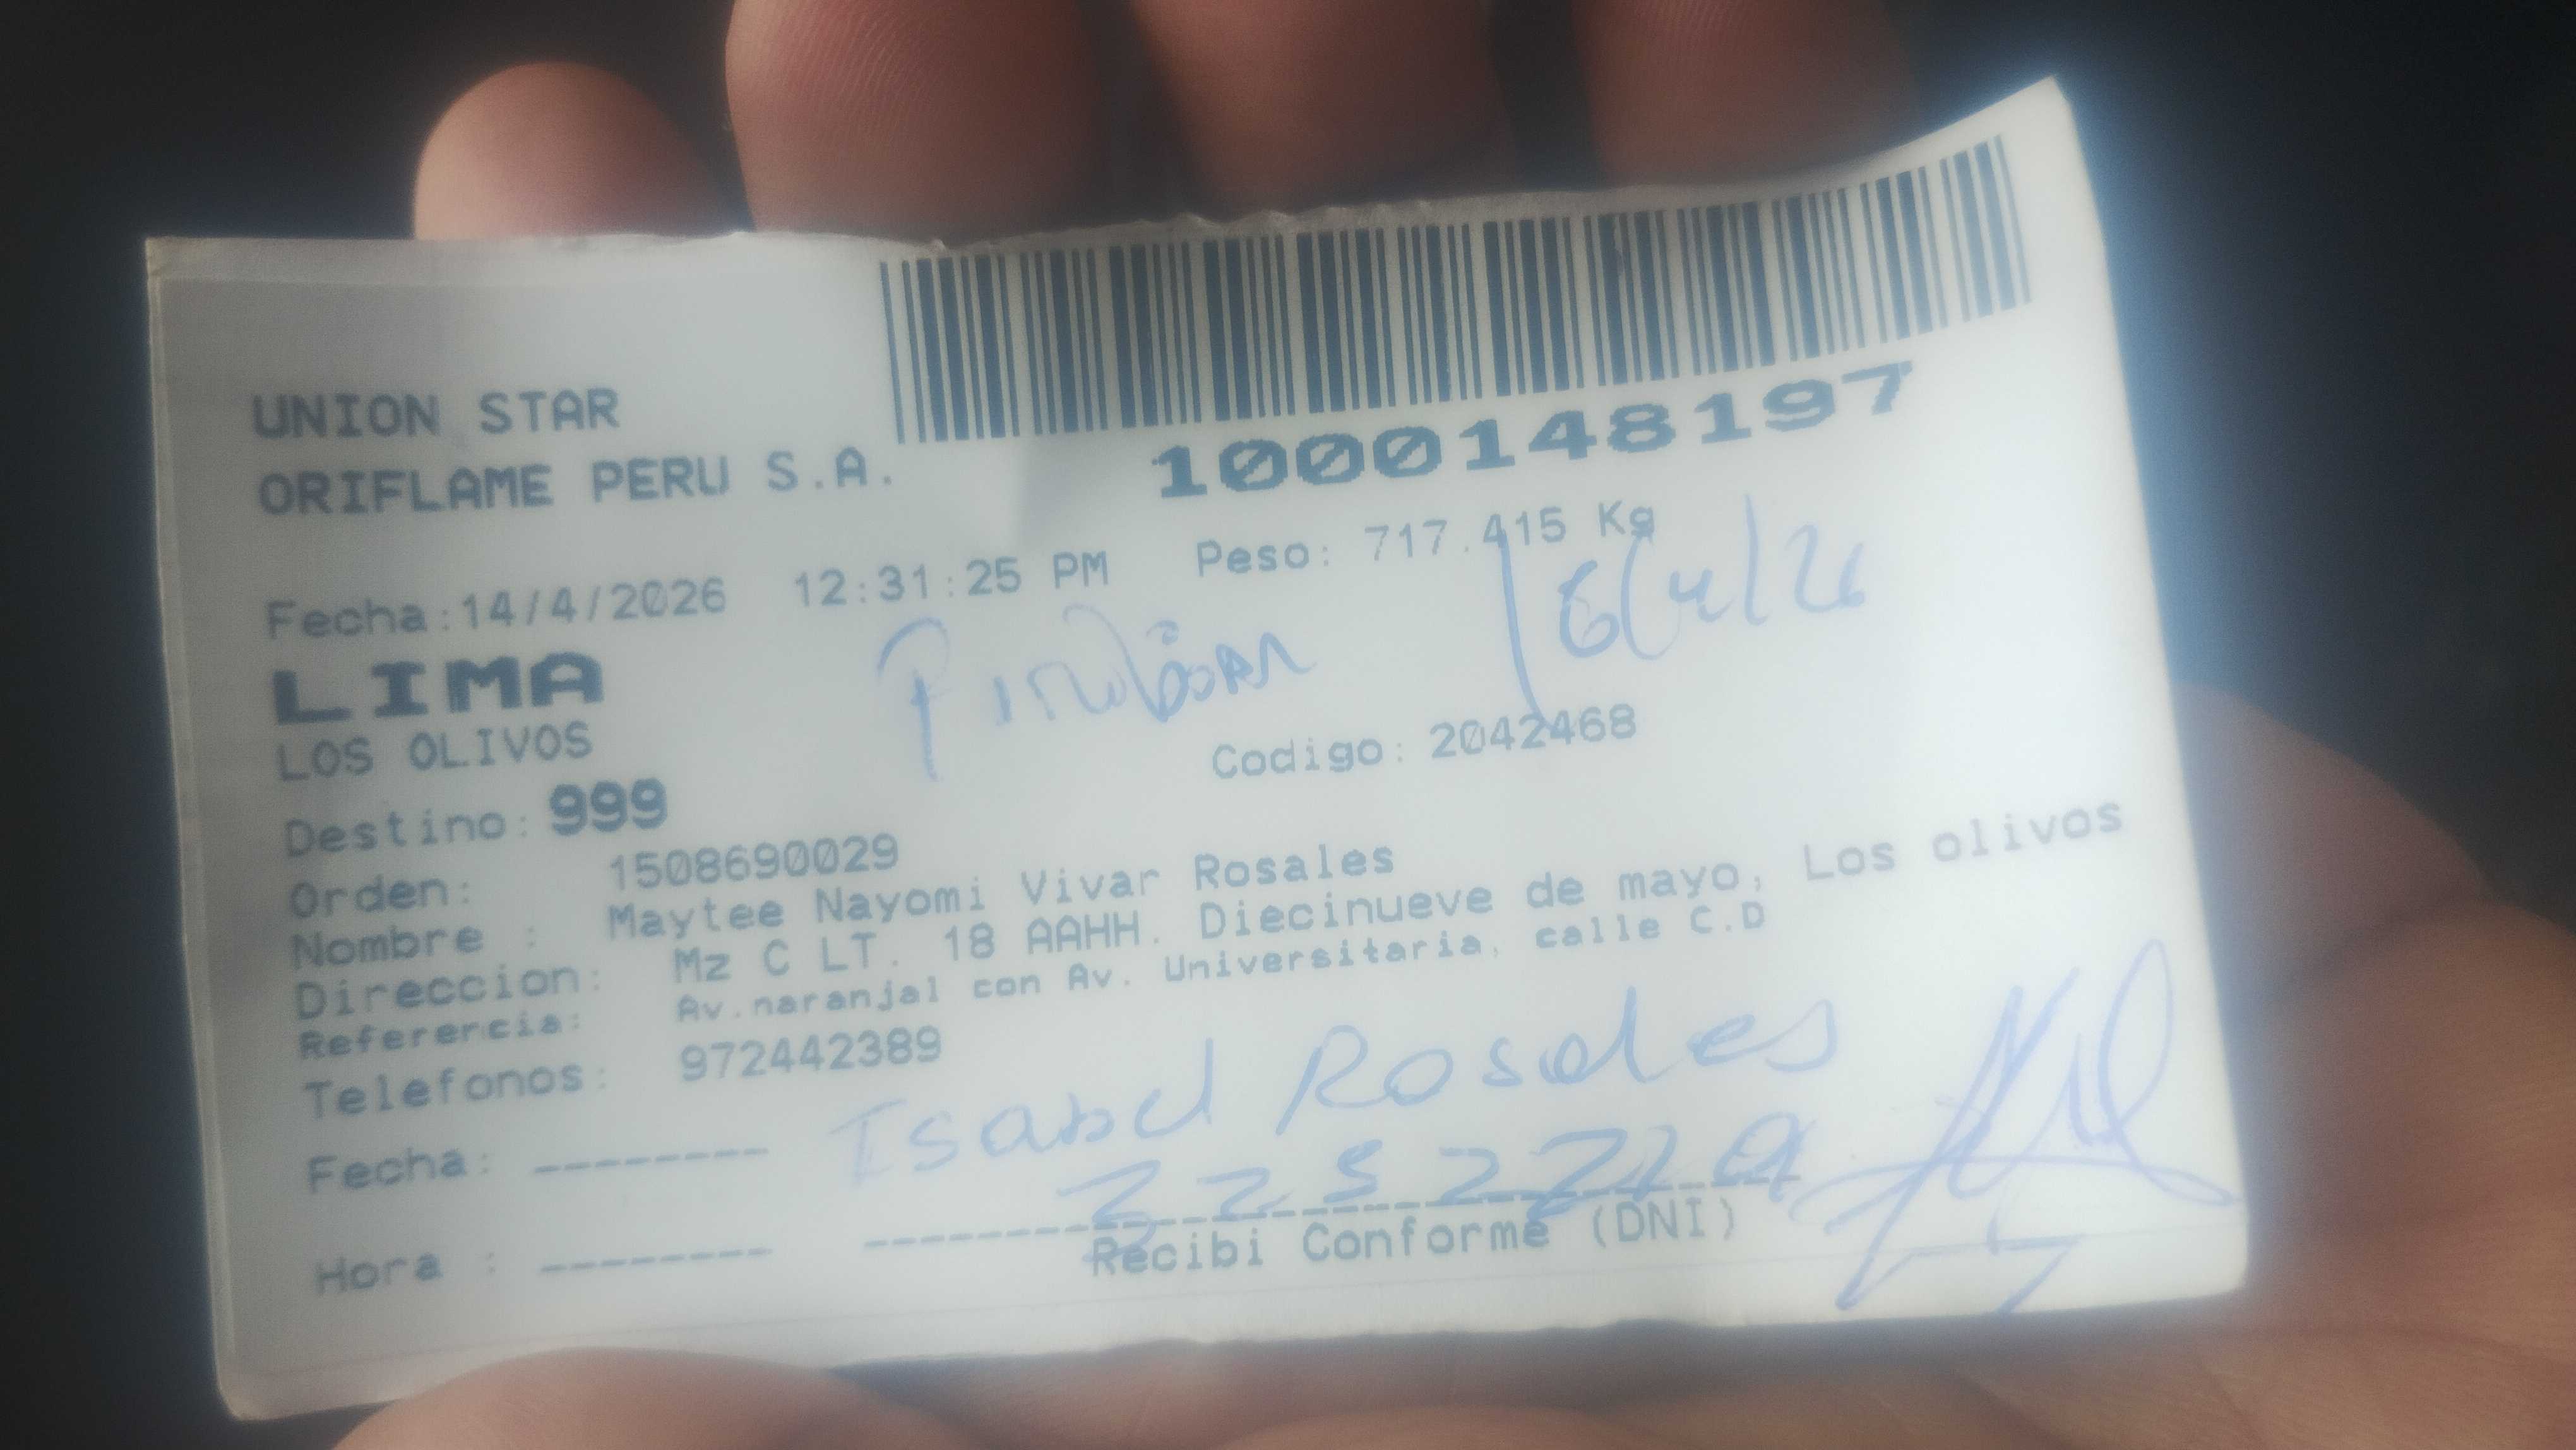 UNION STAR
ORIFLAME PERU S.A.
1000148197
Fecha:14/4/2026 12:31:25 PM Peso: 717.415 Kg
16/4/26
LIMA
LOS OLIVOS
Codigo: 2042468
Destino: 999
Orden: 1508690029
Nombre : Maytee Nayomi Vivar Rosales
Direccion: Mz C LT. 18 AAHH. Diecinueve de mayo, Los olivos
Referencia: Av.naranjal con Av. Universitaria, calle C.D
Telefonos: 972442389
Isabel Rosales
Fecha: --------
Hora : --------
Recibi Conforme (DNI)